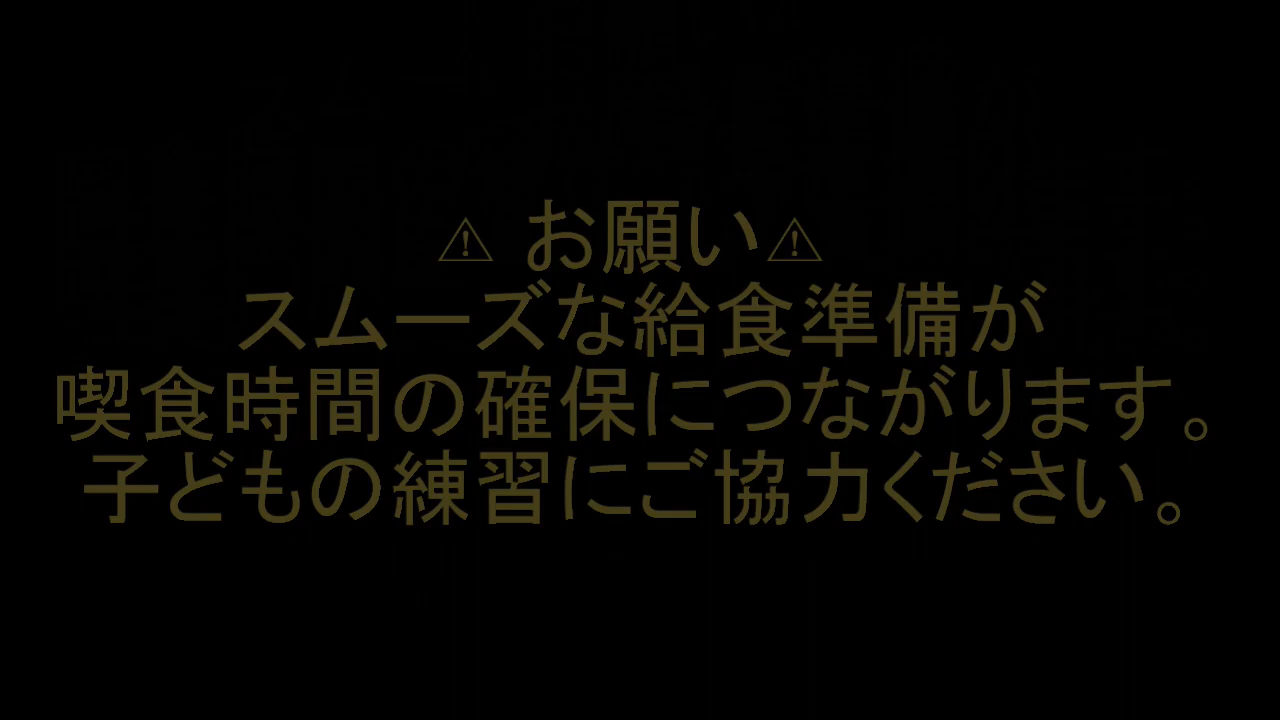 ⚠ お願い⚠
スムーズな給食準備が
喫食時間の確保につながります。
子どもの練習にご協力ください。